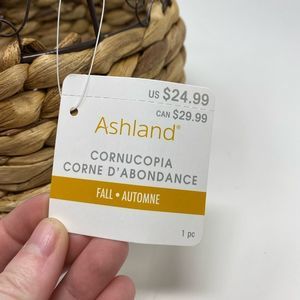 US $24.99
CAN $29.99
Ashland®
CORNUCOPIA
CORNE D'ABONDANCE
FALL • AUTOMNE
1 pc